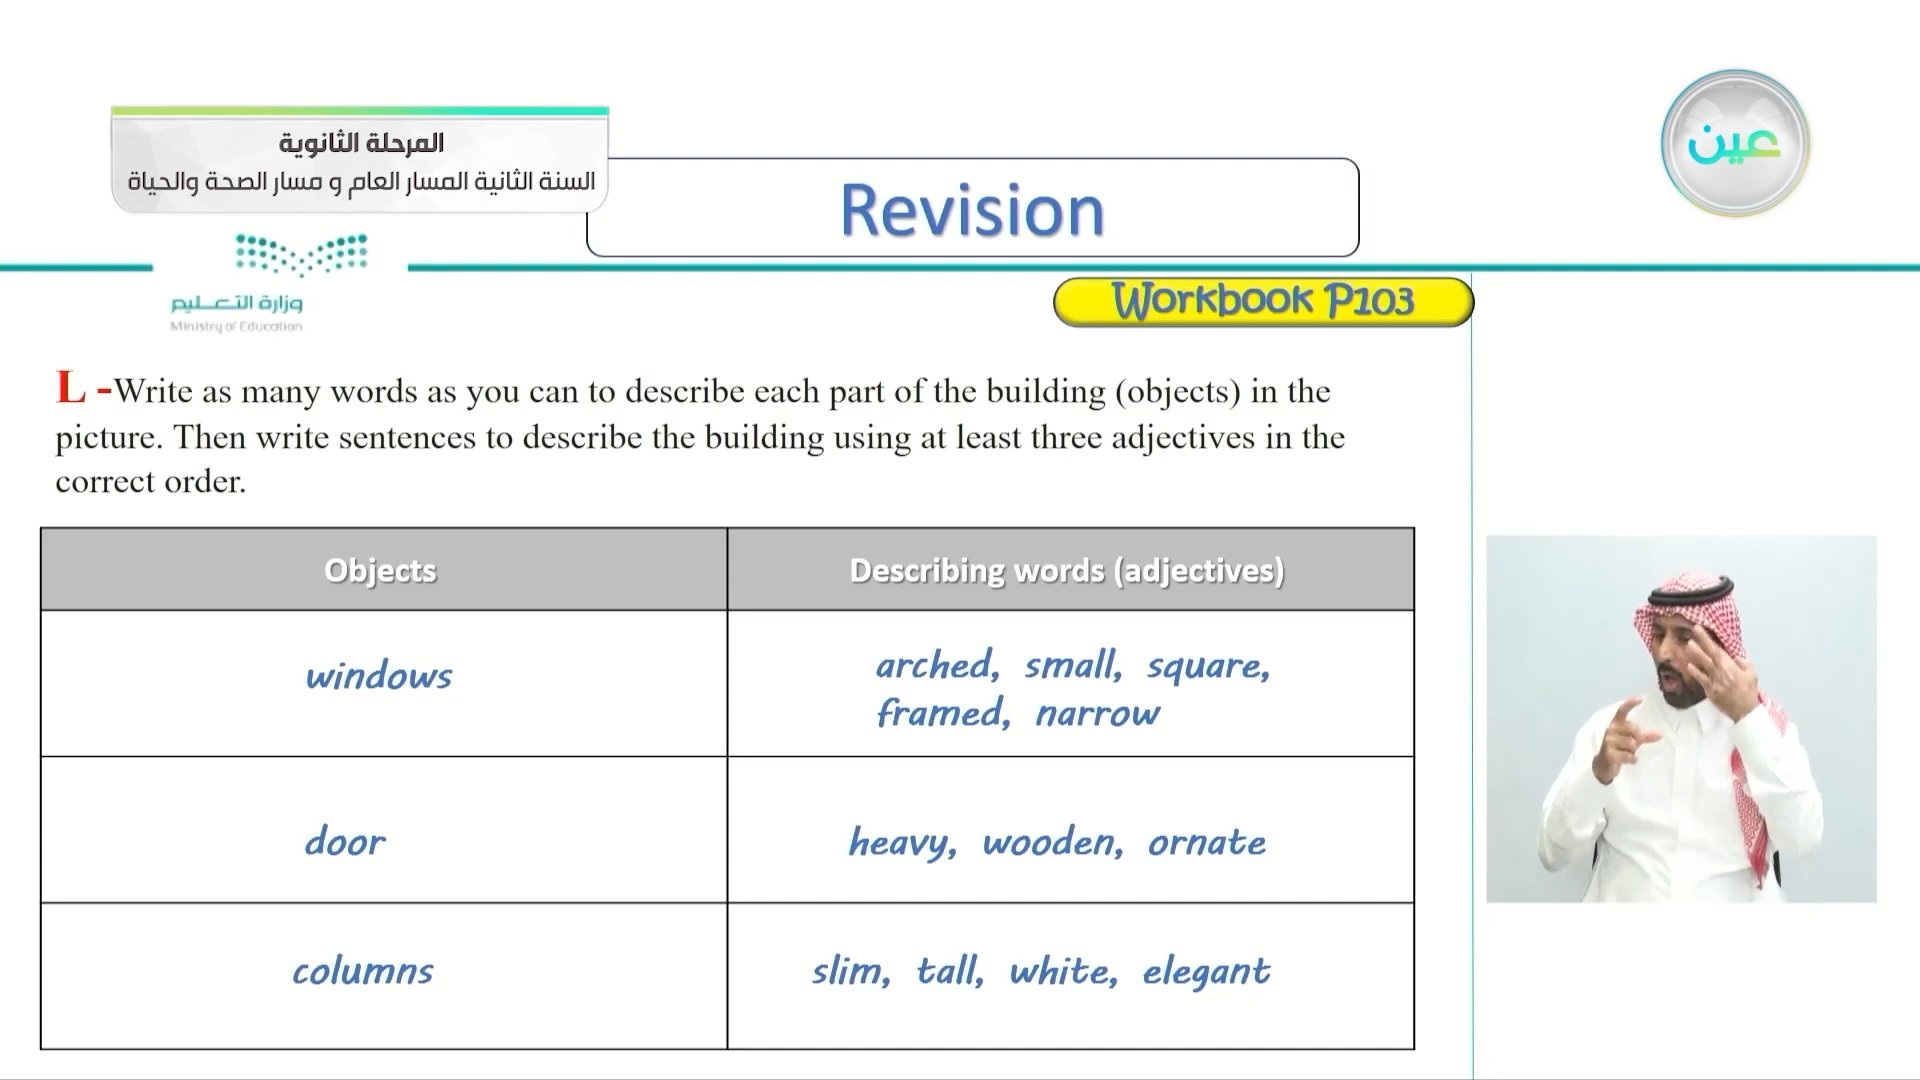 المرحلة الثانوية
السنة الثانية المسار العام و مسار الصحة والحياة
عين
Revision
وزارة التعليم
Ministry of Education
Workbook P103
L -Write as many words as you can to describe each part of the building (objects) in the
picture. Then write sentences to describe the building using at least three adjectives in the
correct order.
Objects
Describing words (adjectives)
windows
arched, small, square,
framed, narrow
door
heavy, wooden, ornate
columns
slim, tall, white, elegant